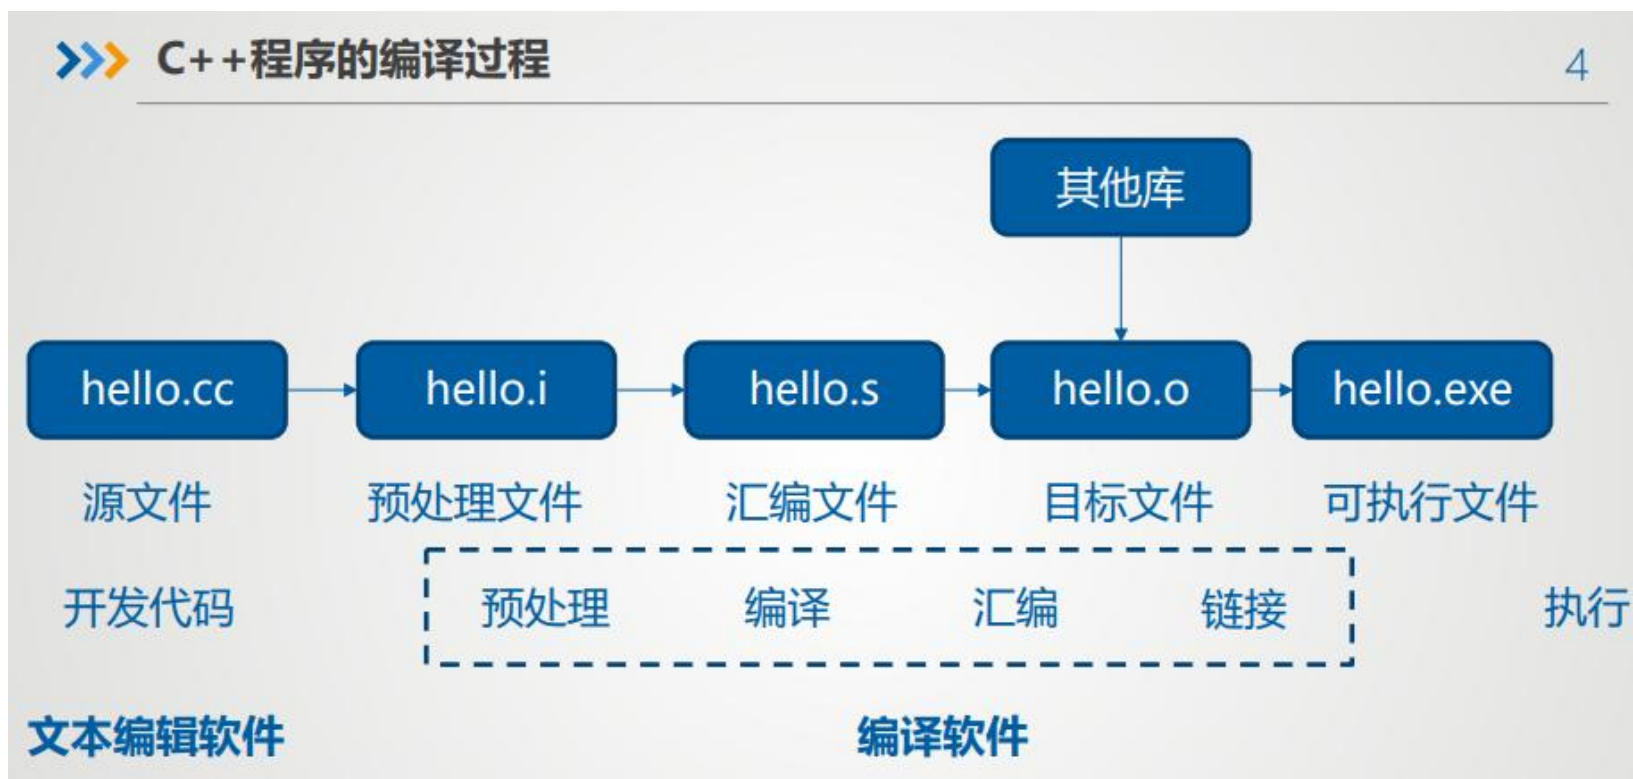 C++程序的编译过程
4
其他库
hello.cc
hello.i
hello.s
hello.o
hello.exe
源文件
预处理文件
汇编文件
目标文件
可执行文件
开发代码
预处理
编译
汇编
链接
执行
文本编辑软件
编译软件